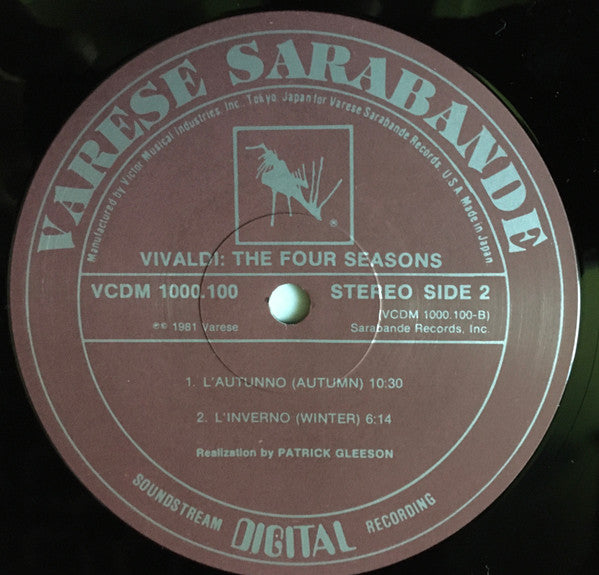 VARESE SARABANDE
Manufactured by Victor Musical Industries, Inc., Tokyo, Japan for Varese Sarabande Records, U.S.A. Made in Japan
®
VIVALDI: THE FOUR SEASONS
VCDM 1000.100 STEREO SIDE 2
(VCDM 1000.100-B)
℗© 1981 Varese Sarabande Records, Inc.
1. L'AUTUNNO (AUTUMN) 10:30
2. L'INVERNO (WINTER) 6:14
Realization by PATRICK GLEESON
SOUNDSTREAM DIGITAL RECORDING